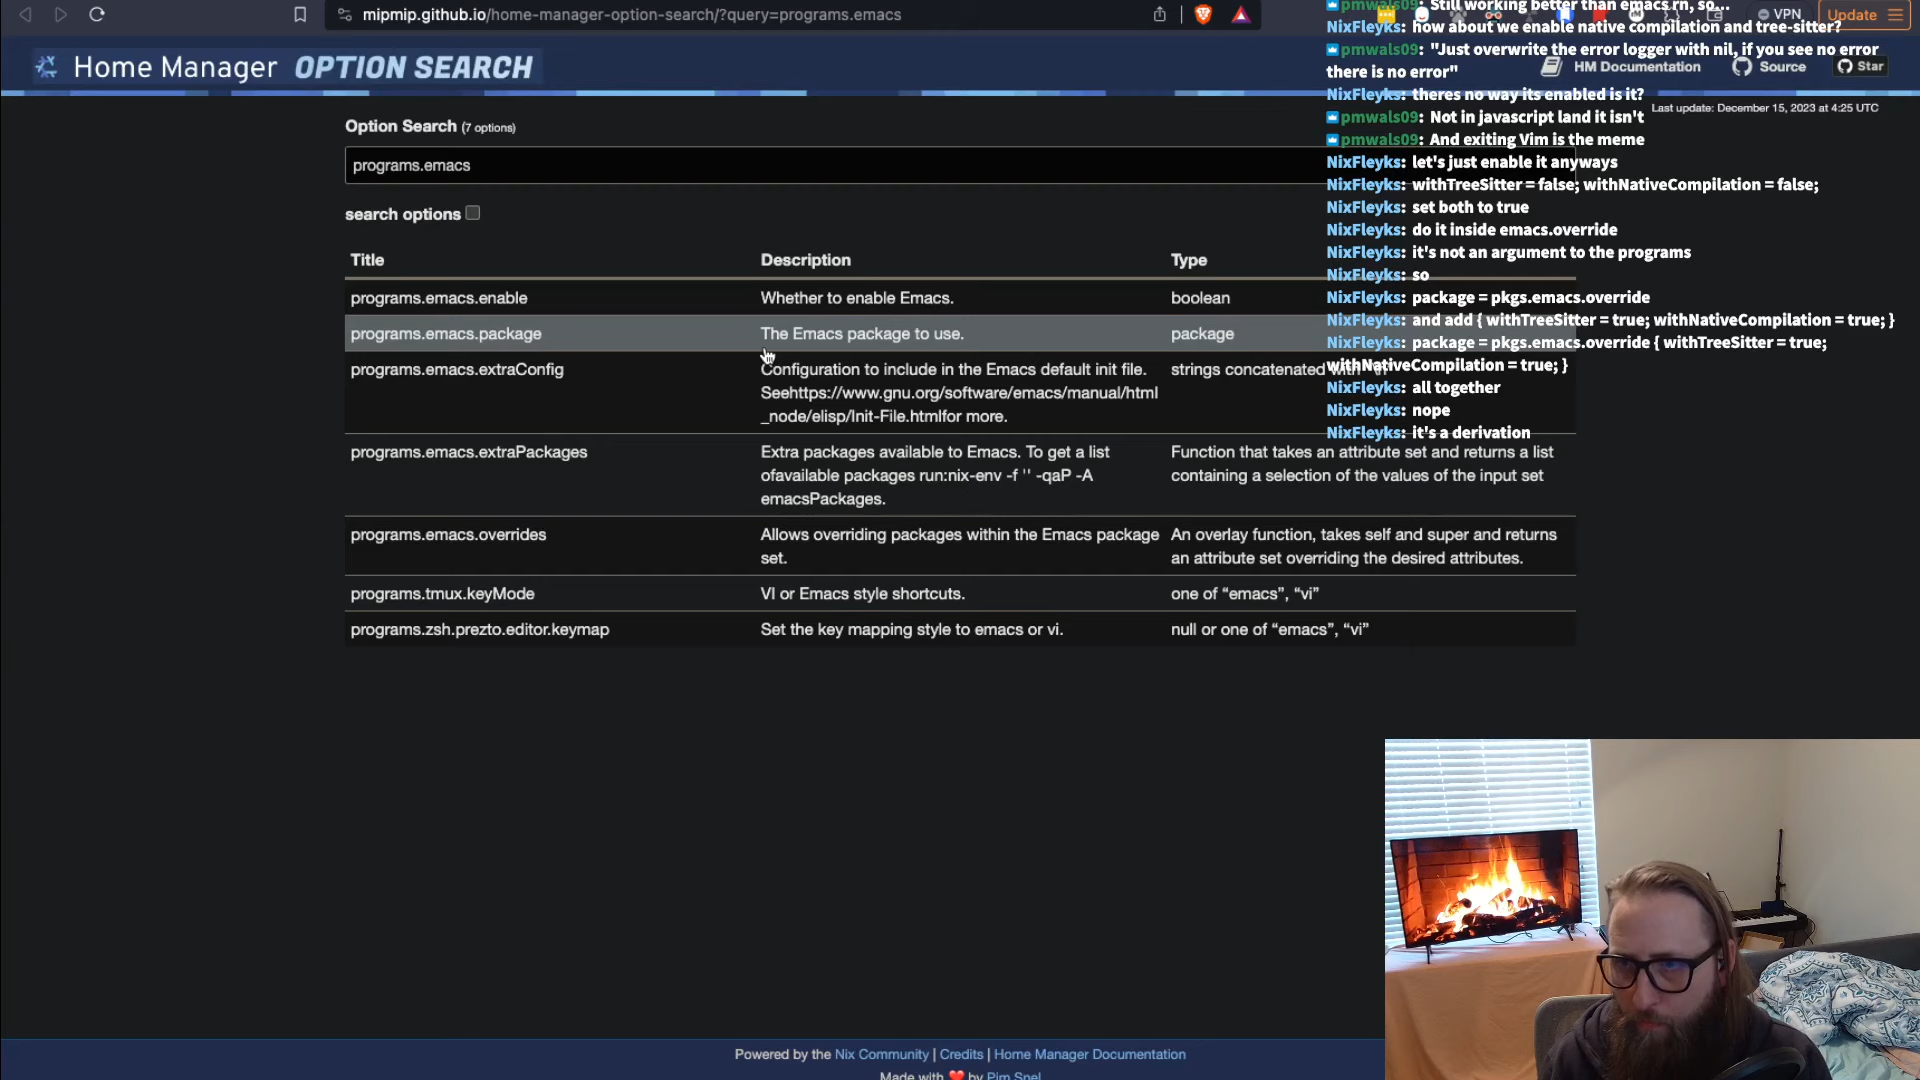 mipmip.github.io/home-manager-option-search/?query=programs.emacs
VPN
Update
Home Manager OPTION SEARCH
HM Documentation
Source
Star
Last update: December 15, 2023 at 4:25 UTC
Option Search (7 options)
programs.emacs
search options
Title Description Type
programs.emacs.enable Whether to enable Emacs. boolean
programs.emacs.package The Emacs package to use. package
programs.emacs.extraConfig Configuration to include in the Emacs default init file. strings concatenated with
Seehttps://www.gnu.org/software/emacs/manual/html
_node/elisp/Init-File.htmlfor more.
programs.emacs.extraPackages Extra packages available to Emacs. To get a list Function that takes an attribute set and returns a list
ofavailable packages run:nix-env -f '' -qaP -A containing a selection of the values of the input set
emacsPackages.
programs.emacs.overrides Allows overriding packages within the Emacs package An overlay function, takes self and super and returns
set. an attribute set overriding the desired attributes.
programs.tmux.keyMode VI or Emacs style shortcuts. one of “emacs”, “vi”
programs.zsh.prezto.editor.keymap Set the key mapping style to emacs or vi. null or one of “emacs”, “vi”
Powered by the Nix Community | Credits | Home Manager Documentation
Made with ❤️ by Pim Snel
pmwals09: Still working better than emacs rn, so...
NixFleyks: how about we enable native compilation and tree-sitter?
pmwals09: "Just overwrite the error logger with nil, if you see no error
there is no error"
NixFleyks: theres no way its enabled is it?
pmwals09: Not in javascript land it isn't
pmwals09: And exiting Vim is the meme
NixFleyks: let's just enable it anyways
NixFleyks: withTreeSitter = false; withNativeCompilation = false;
NixFleyks: set both to true
NixFleyks: do it inside emacs.override
NixFleyks: it's not an argument to the programs
NixFleyks: so
NixFleyks: package = pkgs.emacs.override
NixFleyks: and add { withTreeSitter = true; withNativeCompilation = true; }
NixFleyks: package = pkgs.emacs.override { withTreeSitter = true;
withNativeCompilation = true; }
NixFleyks: all together
NixFleyks: nope
NixFleyks: it's a derivation